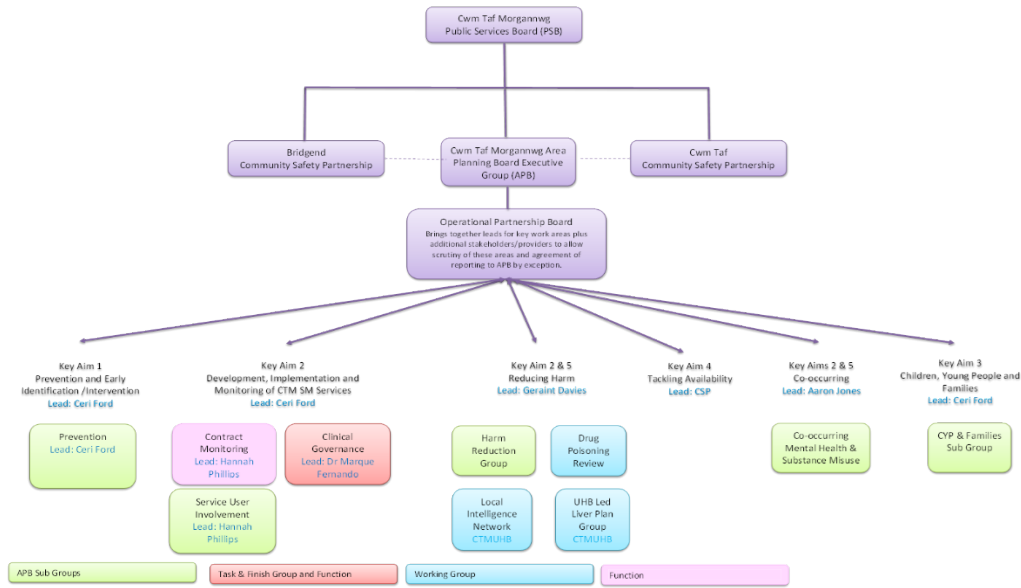 Cwm Taf Morgannwg
Public Services Board (PSB)
Bridgend
Community Safety Partnership
Cwm Taf Morgannwg Area
Planning Board Executive
Group (APB)
Cwm Taf
Community Safety Partnership
Operational Partnership Board
Brings together leads for key work areas plus
additional stakeholders/providers to allow
scrutiny of these areas and agreement of
reporting to APB by exception.
Key Aim 1
Prevention and Early
Identification /Intervention
Lead: Ceri Ford
Key Aim 2
Development, Implementation and
Monitoring of CTM SM Services
Lead: Ceri Ford
Key Aim 2 & 5
Reducing Harm
Lead: Geraint Davies
Key Aim 4
Tackling Availability
Lead: CSP
Key Aims 2 & 5
Co-occurring
Lead: Aaron Jones
Key Aim 3
Children, Young People and
Families
Lead: Ceri Ford
Prevention
Lead: Ceri Ford
Contract
Monitoring
Lead: Hannah
Phillips
Clinical
Governance
Lead: Dr Marque
Fernando
Service User
Involvement
Lead: Hannah
Phillips
Harm
Reduction
Group
Drug
Poisoning
Review
Local
Intelligence
Network
CTMUHB
UHB Led
Liver Plan
Group
CTMUHB
Co-occurring
Mental Health &
Substance Misuse
CYP & Families
Sub Group
APB Sub Groups
Task & Finish Group and Function
Working Group
Function